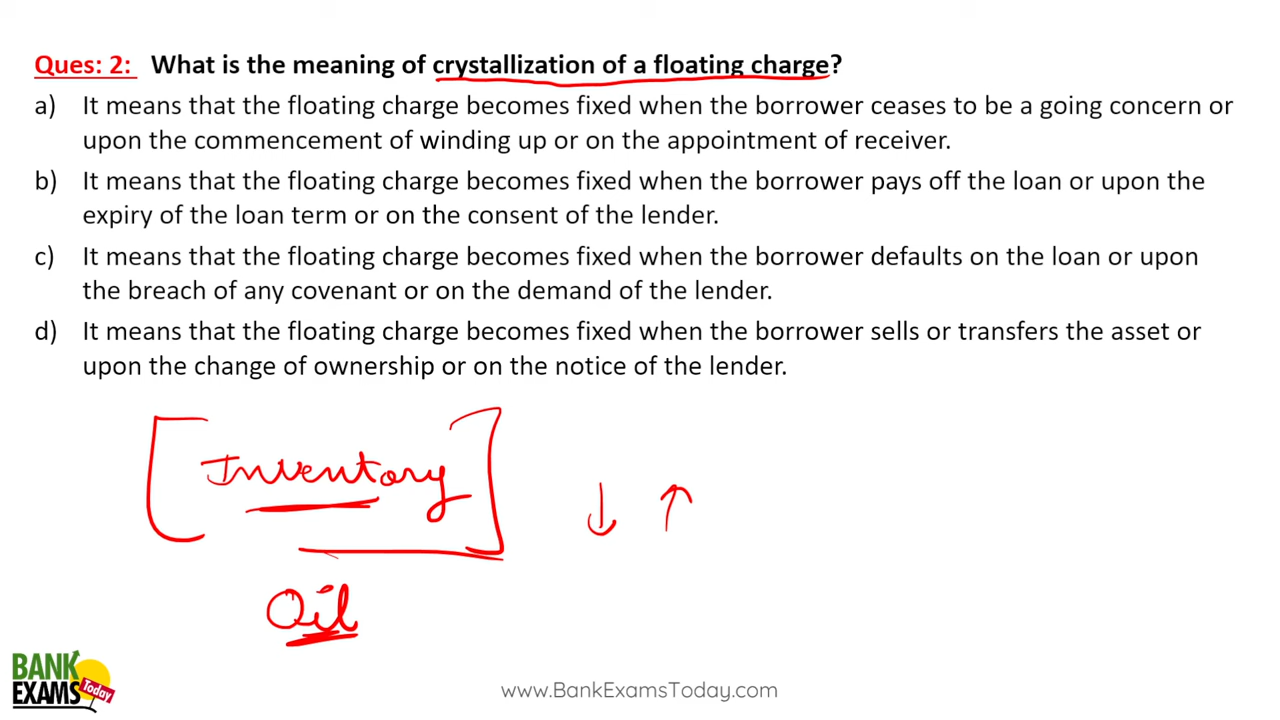 Ques: 2: What is the meaning of crystallization of a floating charge?
a) It means that the floating charge becomes fixed when the borrower ceases to be a going concern or
upon the commencement of winding up or on the appointment of receiver.
b) It means that the floating charge becomes fixed when the borrower pays off the loan or upon the
expiry of the loan term or on the consent of the lender.
c) It means that the floating charge becomes fixed when the borrower defaults on the loan or upon
the breach of any covenant or on the demand of the lender.
d) It means that the floating charge becomes fixed when the borrower sells or transfers the asset or
upon the change of ownership or on the notice of the lender.
[Inventory] ↓ ↑
Oil
BANK
EXAMS Today
www.BankExamsToday.com